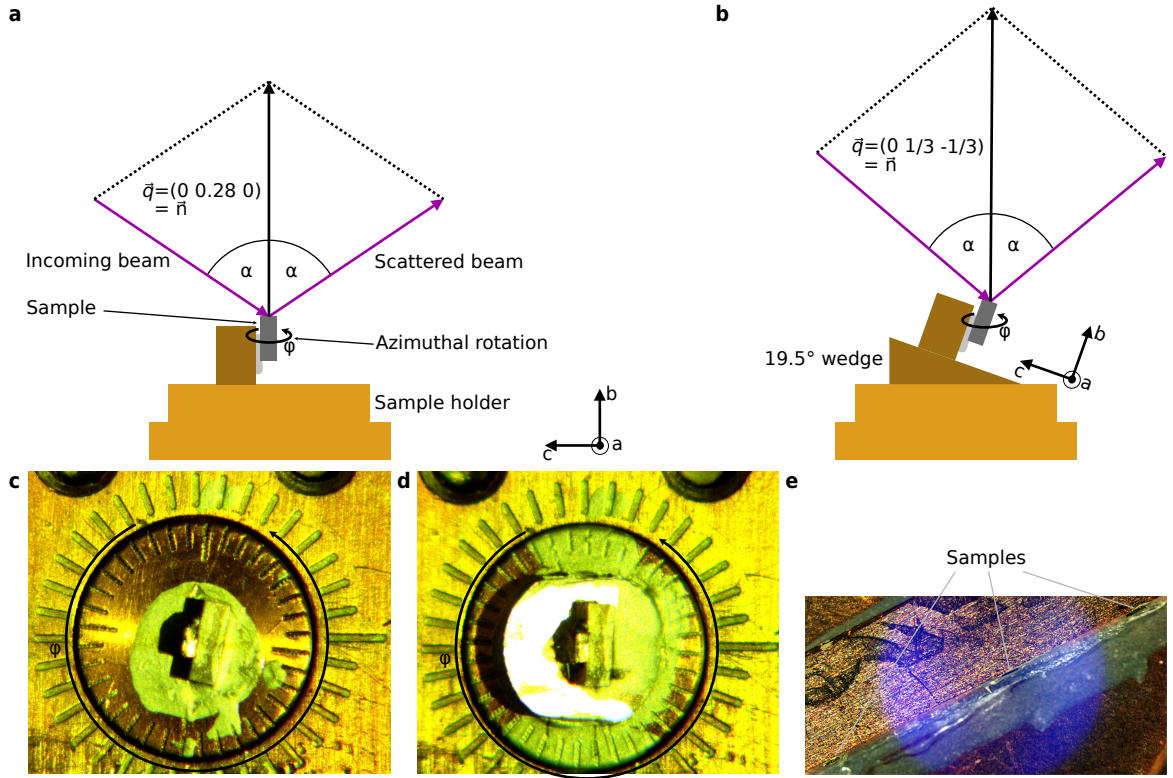 a
q⃗=(0 0.28 0)
= n⃗
Incoming beam
α
α
Scattered beam
Sample
φ
Azimuthal rotation
Sample holder
b
c
a
b
q⃗=(0 1/3 -1/3)
= n⃗
α
α
φ
19.5° wedge
b
c
a
c
φ
d
φ
e
Samples